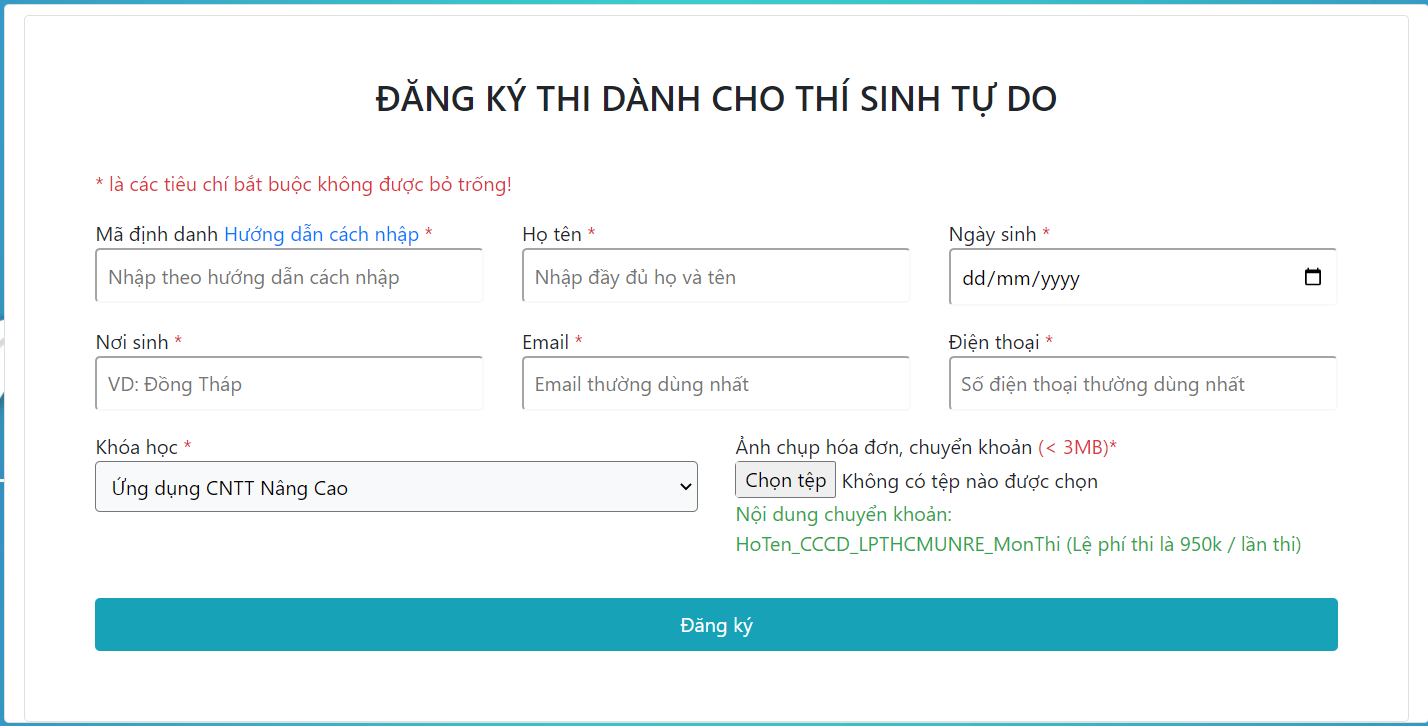 ĐĂNG KÝ THI DÀNH CHO THÍ SINH TỰ DO
* là các tiêu chí bắt buộc không được bỏ trống!
Mã định danh Hướng dẫn cách nhập *
Nhập theo hướng dẫn cách nhập
Họ tên *
Nhập đầy đủ họ và tên
Ngày sinh *
dd/mm/yyyy
Nơi sinh *
VD: Đồng Tháp
Email *
Email thường dùng nhất
Điện thoại *
Số điện thoại thường dùng nhất
Khóa học *
Ứng dụng CNTT Nâng Cao
Ảnh chụp hóa đơn, chuyển khoản (< 3MB)*
Chọn tệp Không có tệp nào được chọn
Nội dung chuyển khoản:
HoTen_CCCD_LPTHCMUNRE_MonThi (Lệ phí thi là 950k / lần thi)
Đăng ký